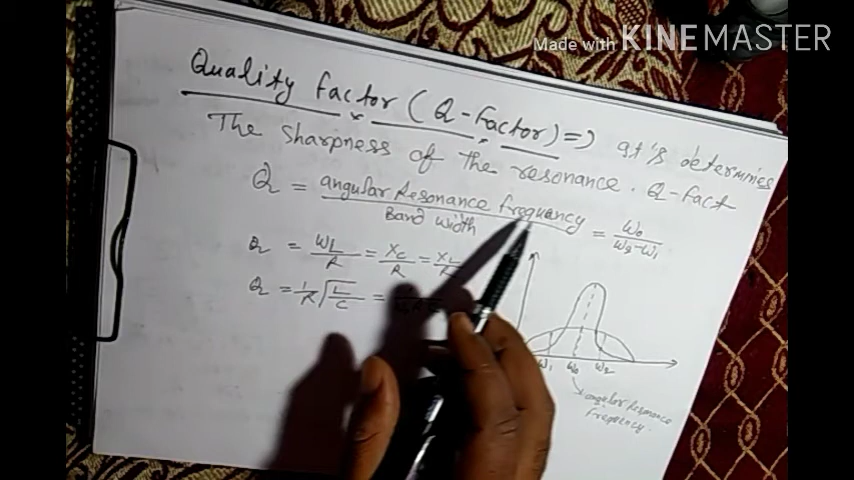 Made with KINEMASTER
Quality factor (Q-factor) => It's determines
The sharpness of the resonance. Q-fact
Q = angular Resonance frequency / Band width = ω₀ / ω₂-ω₁
Q = ωL/R = Xc/R = XL/R
Q = 1/R √L/C =
ω₁ ω₀ ω₂
angular Resonance
frequency.